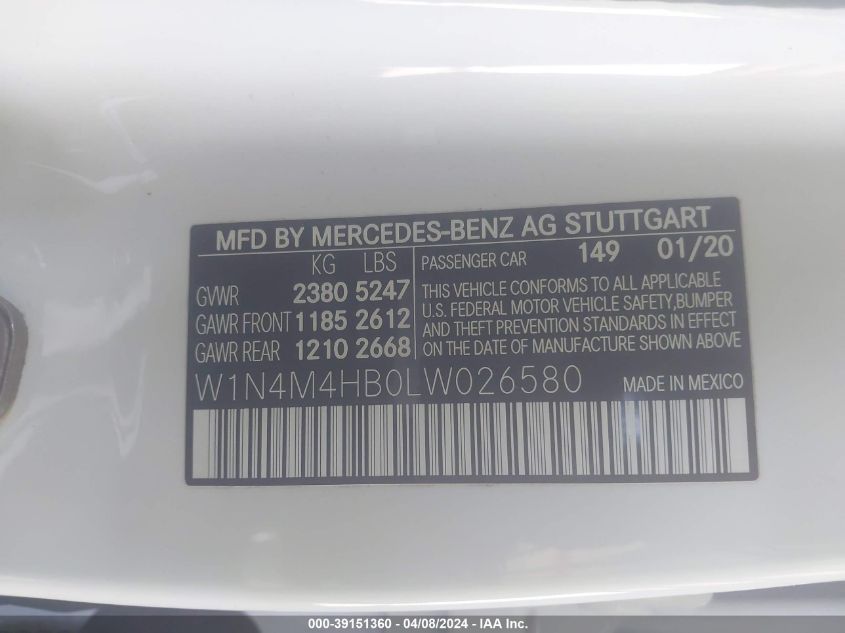 MFD BY MERCEDES-BENZ AG STUTTGART
KG LBS
GVWR 2380 5247
GAWR FRONT 1185 2612
GAWR REAR 1210 2668
PASSENGER CAR 149 01/20
THIS VEHICLE CONFORMS TO ALL APPLICABLE
U.S. FEDERAL MOTOR VEHICLE SAFETY,BUMPER
AND THEFT PREVENTION STANDARDS IN EFFECT
ON THE DATE OF MANUFACTURE SHOWN ABOVE
W1N4M4HB0LW026580 MADE IN MEXICO
000-39151360 - 04/08/2024 - IAA Inc.